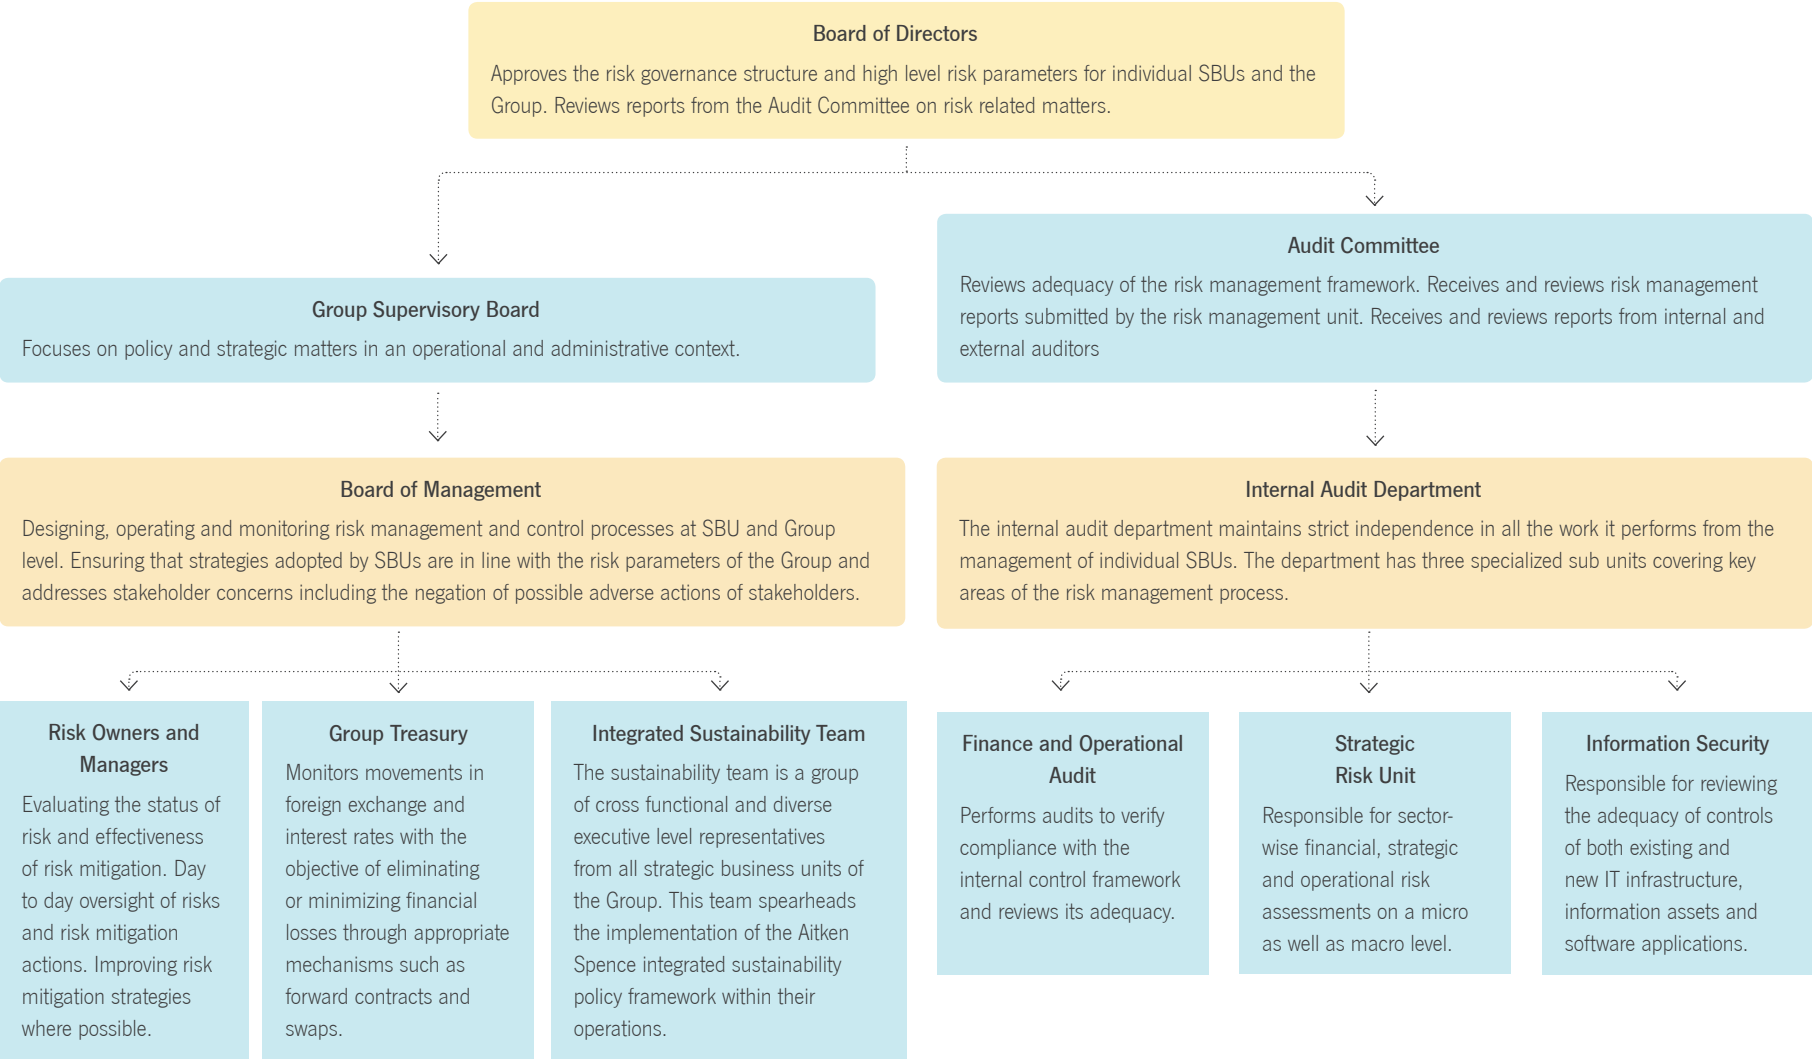 Board of Directors
Approves the risk governance structure and high level risk parameters for individual SBUs and the
Group. Reviews reports from the Audit Committee on risk related matters.
Group Supervisory Board
Focuses on policy and strategic matters in an operational and administrative context.
Audit Committee
Reviews adequacy of the risk management framework. Receives and reviews risk management
reports submitted by the risk management unit. Receives and reviews reports from internal and
external auditors
Board of Management
Designing, operating and monitoring risk management and control processes at SBU and Group
level. Ensuring that strategies adopted by SBUs are in line with the risk parameters of the Group and
addresses stakeholder concerns including the negation of possible adverse actions of stakeholders.
Internal Audit Department
The internal audit department maintains strict independence in all the work it performs from the
management of individual SBUs. The department has three specialized sub units covering key
areas of the risk management process.
Risk Owners and
Managers
Evaluating the status of
risk and effectiveness
of risk mitigation. Day
to day oversight of risks
and risk mitigation
actions. Improving risk
mitigation strategies
where possible.
Group Treasury
Monitors movements in
foreign exchange and
interest rates with the
objective of eliminating
or minimizing financial
losses through appropriate
mechanisms such as
forward contracts and
swaps.
Integrated Sustainability Team
The sustainability team is a group
of cross functional and diverse
executive level representatives
from all strategic business units of
the Group. This team spearheads
the implementation of the Aitken
Spence integrated sustainability
policy framework within their
operations.
Finance and Operational
Audit
Performs audits to verify
compliance with the
internal control framework
and reviews its adequacy.
Strategic
Risk Unit
Responsible for sector-
wise financial, strategic
and operational risk
assessments on a micro
as well as macro level.
Information Security
Responsible for reviewing
the adequacy of controls
of both existing and
new IT infrastructure,
information assets and
software applications.